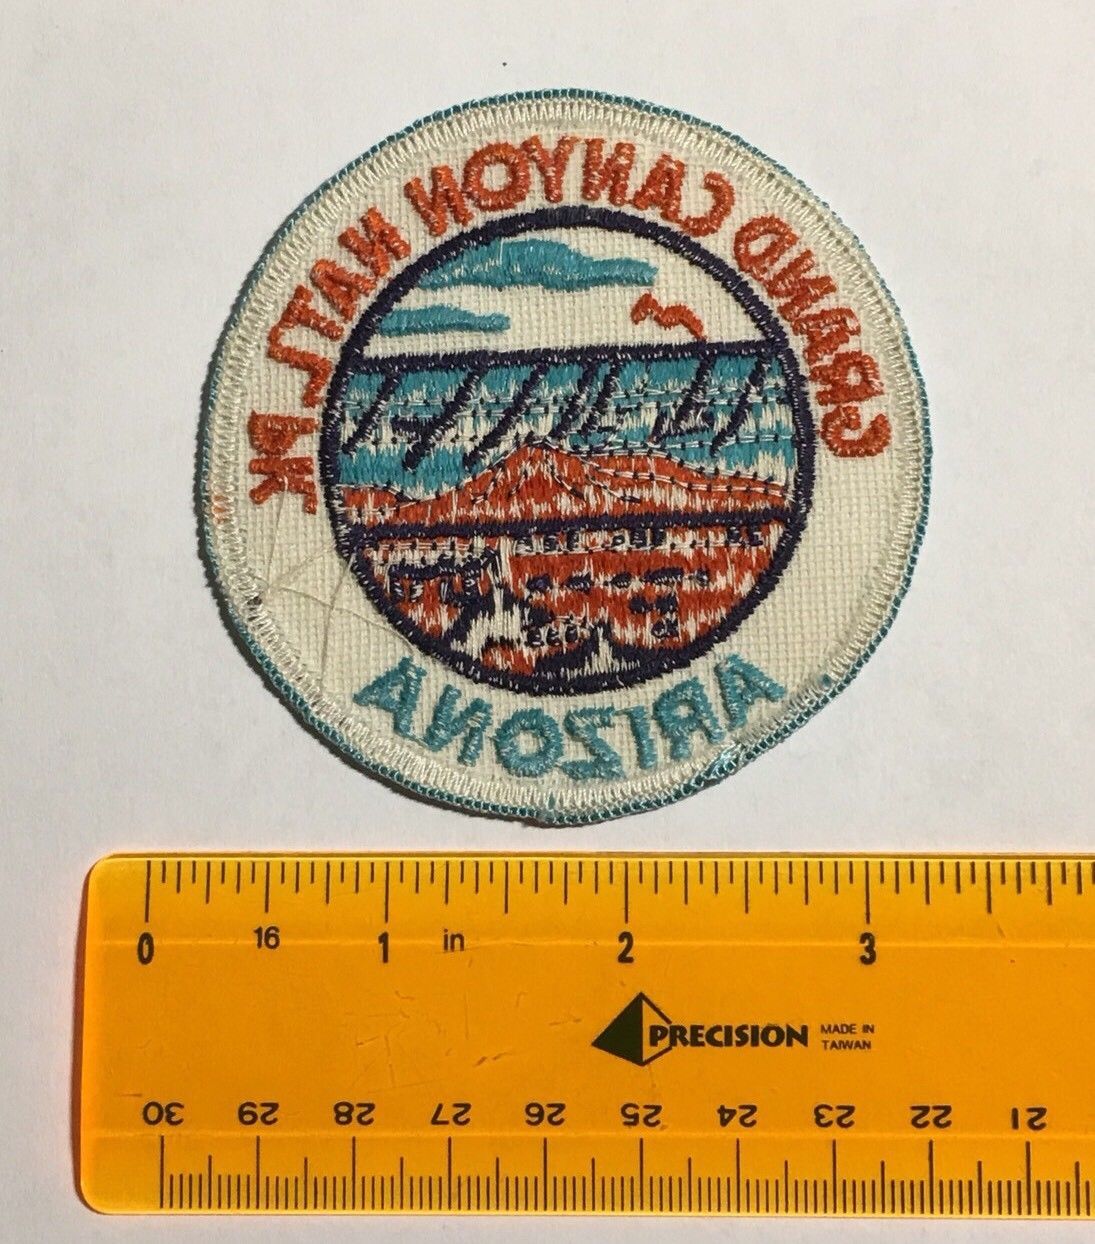 GRAND CANYON NAT'L PK
ARIZONA
0 16 1 in 2 3
PRECISION MADE IN TAIWAN
30 29 28 27 26 25 24 23 22 21